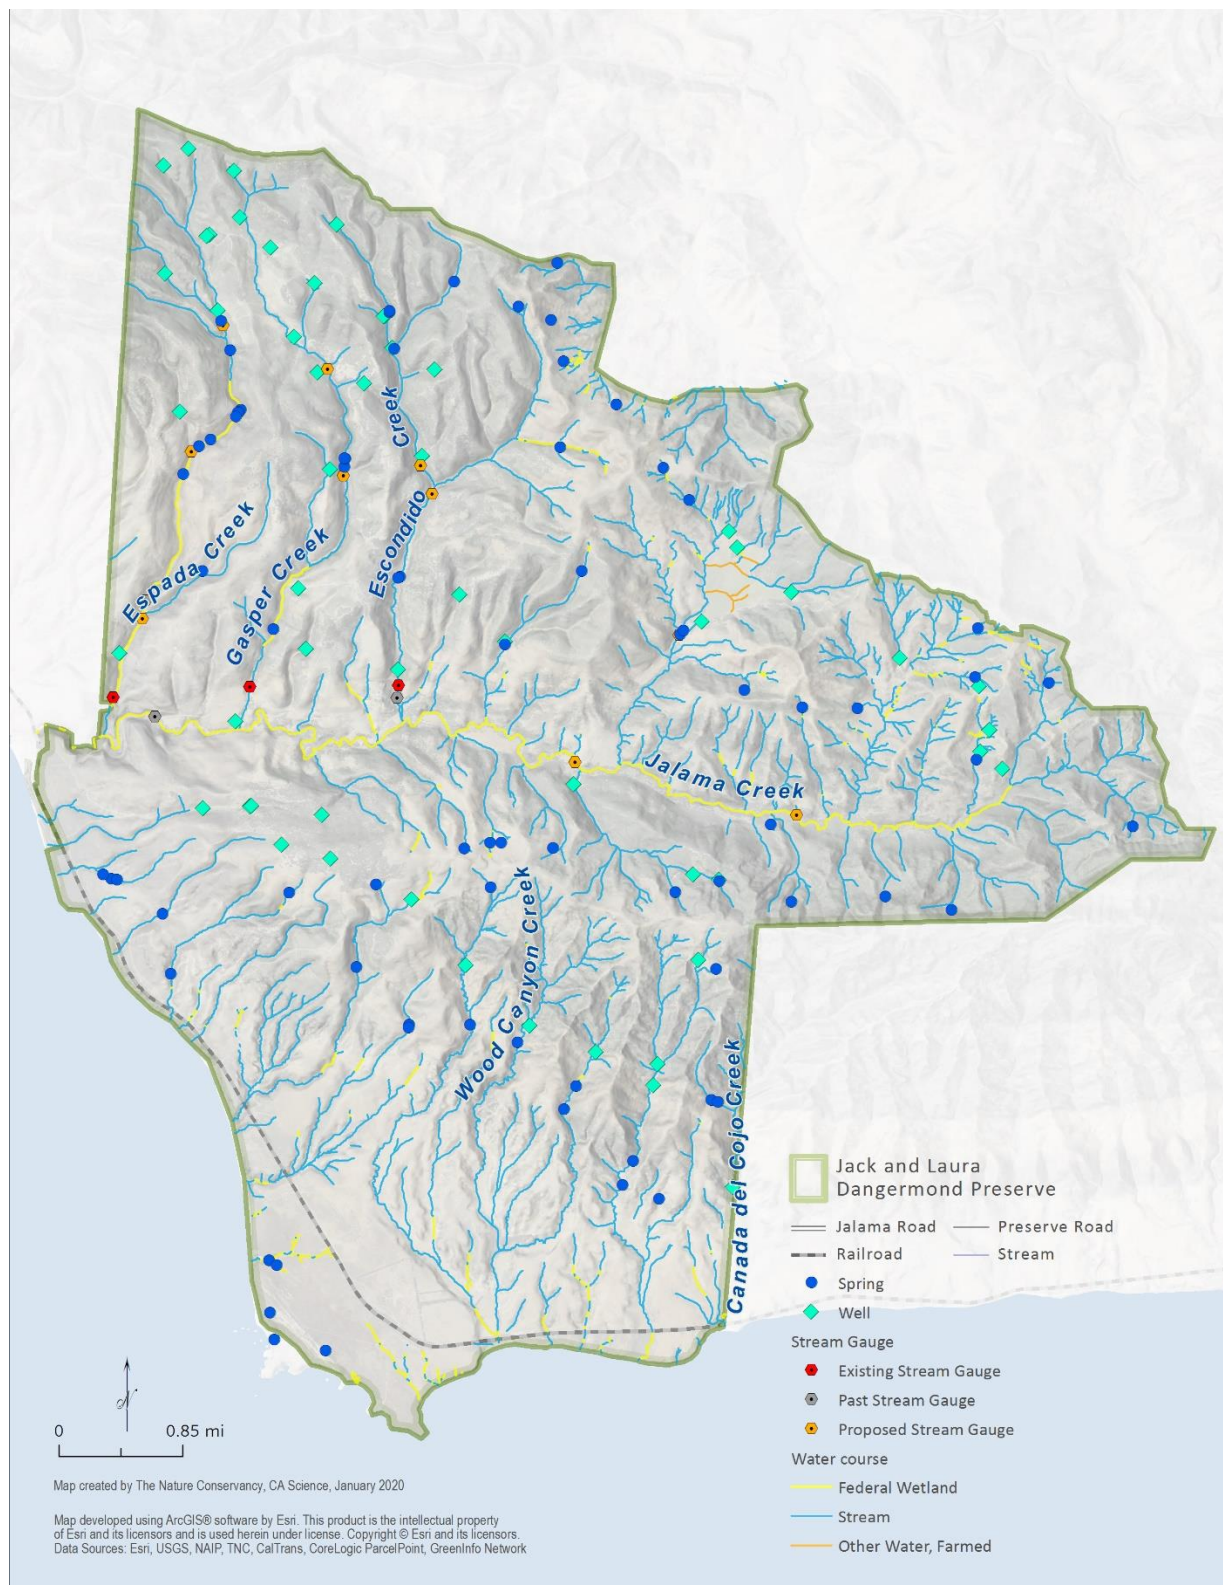 Espada Creek
Gasper Creek
Escondido Creek
Jalama Creek
Wood Canyon Creek
Canada del Cojo Creek
Jack and Laura
Dangermond Preserve
Jalama Road
Preserve Road
Railroad
Stream
Spring
Well
Stream Gauge
Existing Stream Gauge
Past Stream Gauge
Proposed Stream Gauge
Water course
Federal Wetland
Stream
Other Water, Farmed
N
0 0.85 mi
Map created by The Nature Conservancy, CA Science, January 2020
Map developed using ArcGIS® software by Esri. This product is the intellectual property
of Esri and its licensors and is used herein under license. Copyright © Esri and its licensors.
Data Sources: Esri, USGS, NAIP, TNC, CalTrans, CoreLogic ParcelPoint, GreenInfo Network